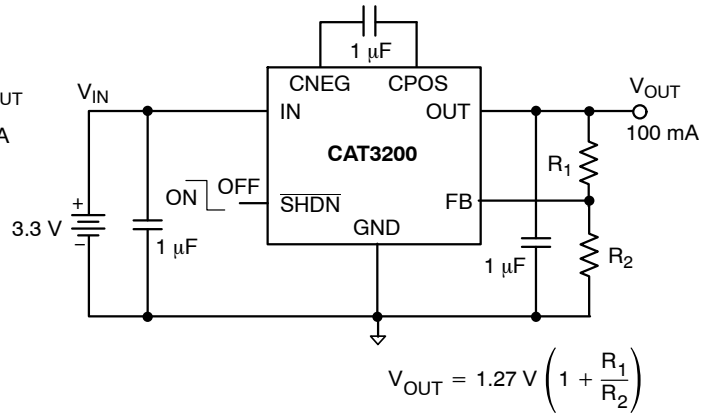 1 μF
CNEG CPOS
UT
V_IN
IN
OUT
V_OUT
A
100 mA
CAT3200
R_1
ON OFF
SHDN
FB
3.3 V
+
−
1 μF
GND
1 μF
R_2
V_OUT = 1.27 V (1 + R_1/R_2)